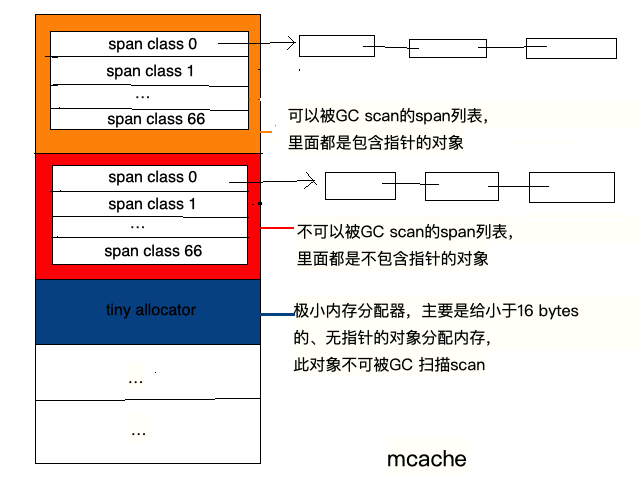 span class 0
span class 1
...
span class 66
可以被GC scan的span列表，
里面都是包含指针的对象
span class 0
span class 1
...
span class 66
不可以被GC scan的span列表，
里面都是不包含指针的对象
tiny allocator
极小内存分配器，主要是给小于16 bytes
的、无指针的对象分配内存，
此对象不可被GC 扫描scan
...
...
mcache